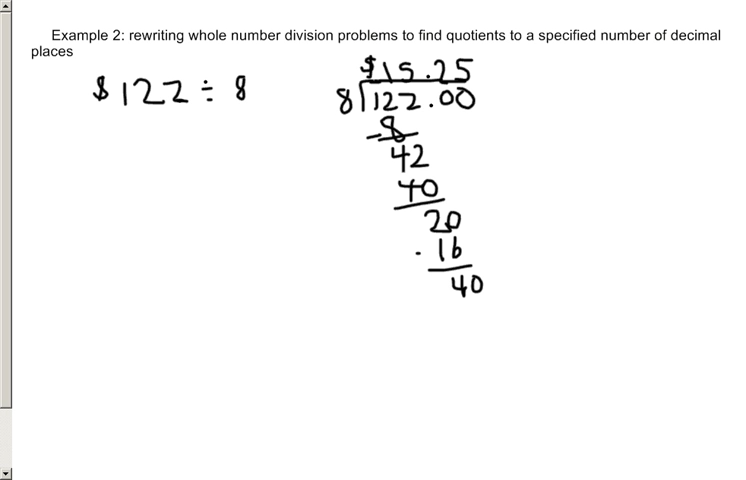 Example 2: rewriting whole number division problems to find quotients to a specified number of decimal
places
$122 ÷ 8
$15.25
8 122.00
-8
42
40
20
- 16
40